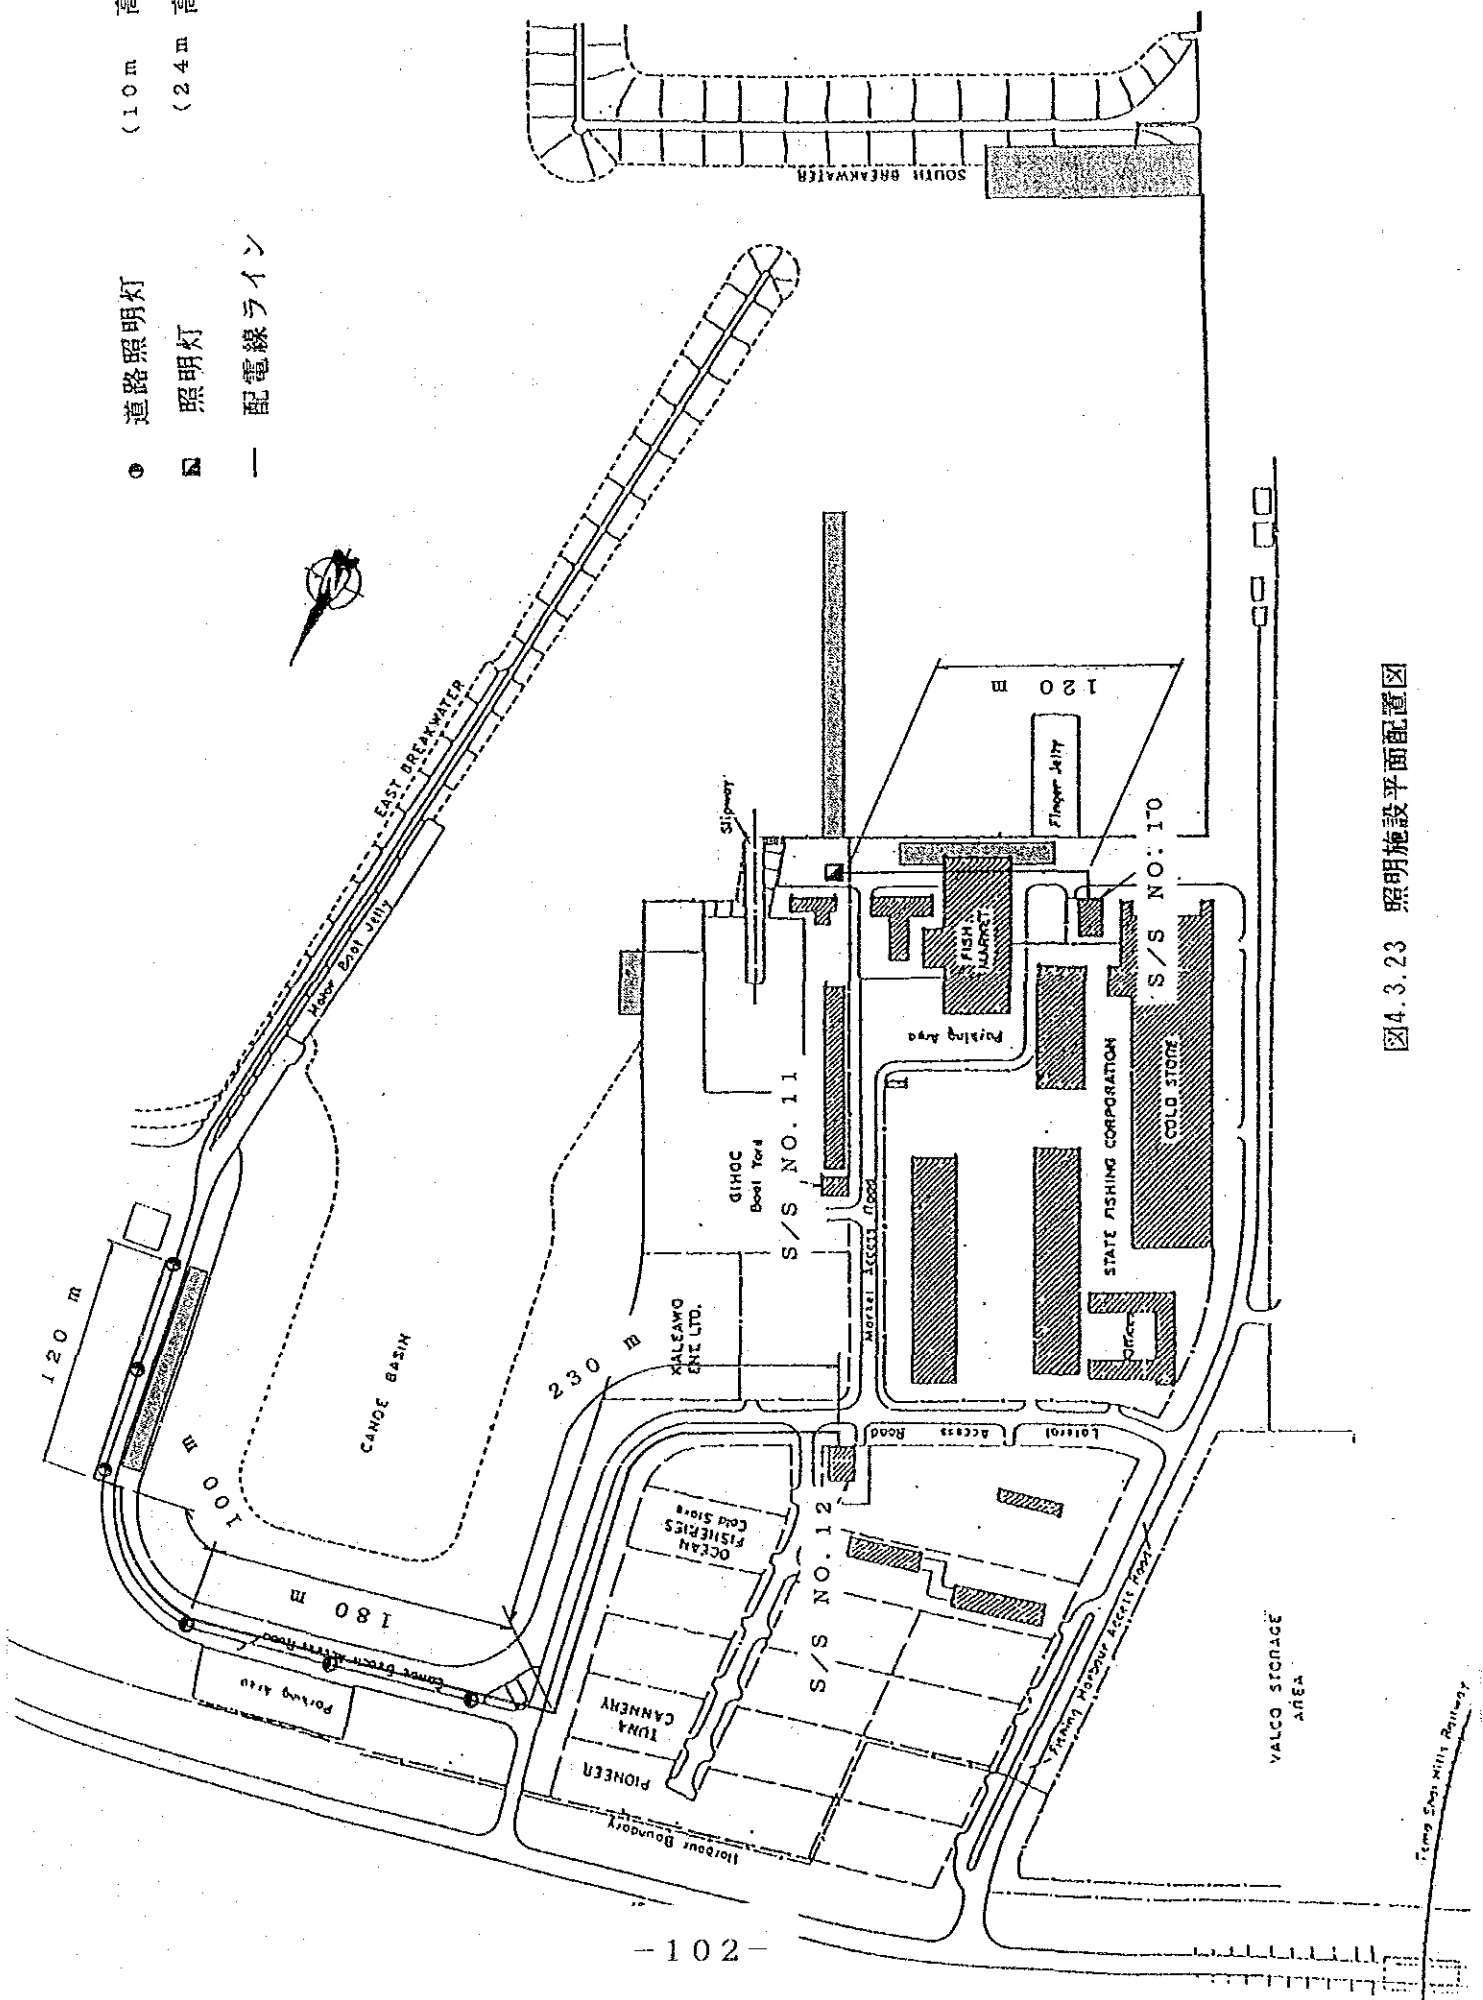 ● 道路照明灯 (10m 高
照明灯 (24m 高
— 配電線ライン
SOUTH BREAKWATER
EAST BREAKWATER
Motor Boat Jetty
Slipway
120 m
Finger Jetty
S/S NO. 10
FISH MARKET
Parking Area
COLD STORE
STATE FISHING CORPORATION
Office
GIHOC
Boat Yard
S/S NO. 11
Market Access Road
KALEAWO
ENT. LTD.
230 m
CANOE BASIN
120 m
100 m
180 m
Canoe Beach Access Road
Parking Area
Lateral Access Road
OCEAN
FISHERIES
Cold Store
S/S NO. 12
TUNA
CANNERY
PIONEER
Harbour Boundary
Fishing Harbour Access Road
VALCO STORAGE
AREA
Railway
図4.3.23 照明施設平面配置図
-102-